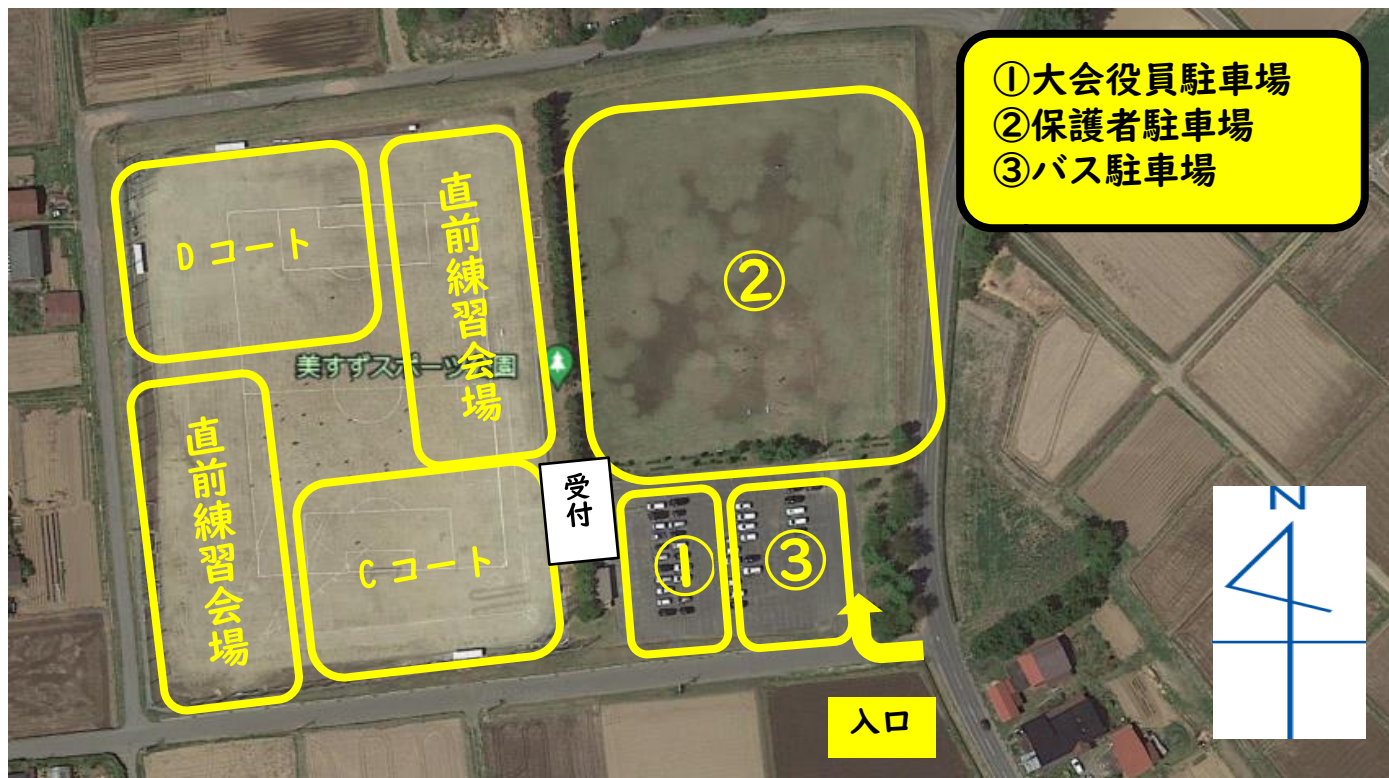 ①大会役員駐車場
②保護者駐車場
③バス駐車場
Dコート
直前練習会場
②
美すずスポーツ公園
直前練習会場
Cコート
受付
①
③
入口
N